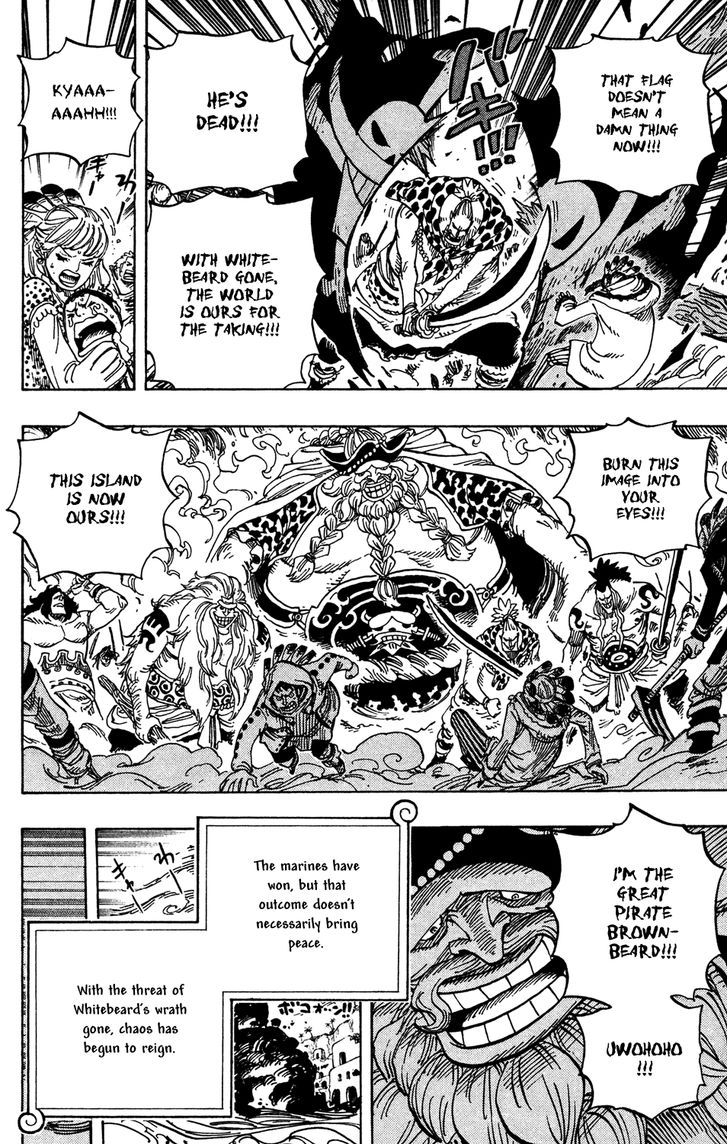 THAT FLAG
DOESN'T
MEAN A
DAMN THING
NOW!!!
バキ!!!
HE'S
DEAD!!!
WITH WHITE-
BEARD GONE,
THE WORLD
IS OURS FOR
THE TAKING!!!
KYAAA-
AAAHH!!!
BURN THIS
IMAGE INTO
YOUR
EYES!!!
THIS ISLAND
IS NOW
OURS!!!
I'M THE
GREAT
PIRATE
BROWN-
BEARD!!!
UWOHOHO
!!!
The marines have
won, but that
outcome doesn't
necessarily bring
peace.
With the threat of
Whitebeard's wrath
gone, chaos has
begun to reign.